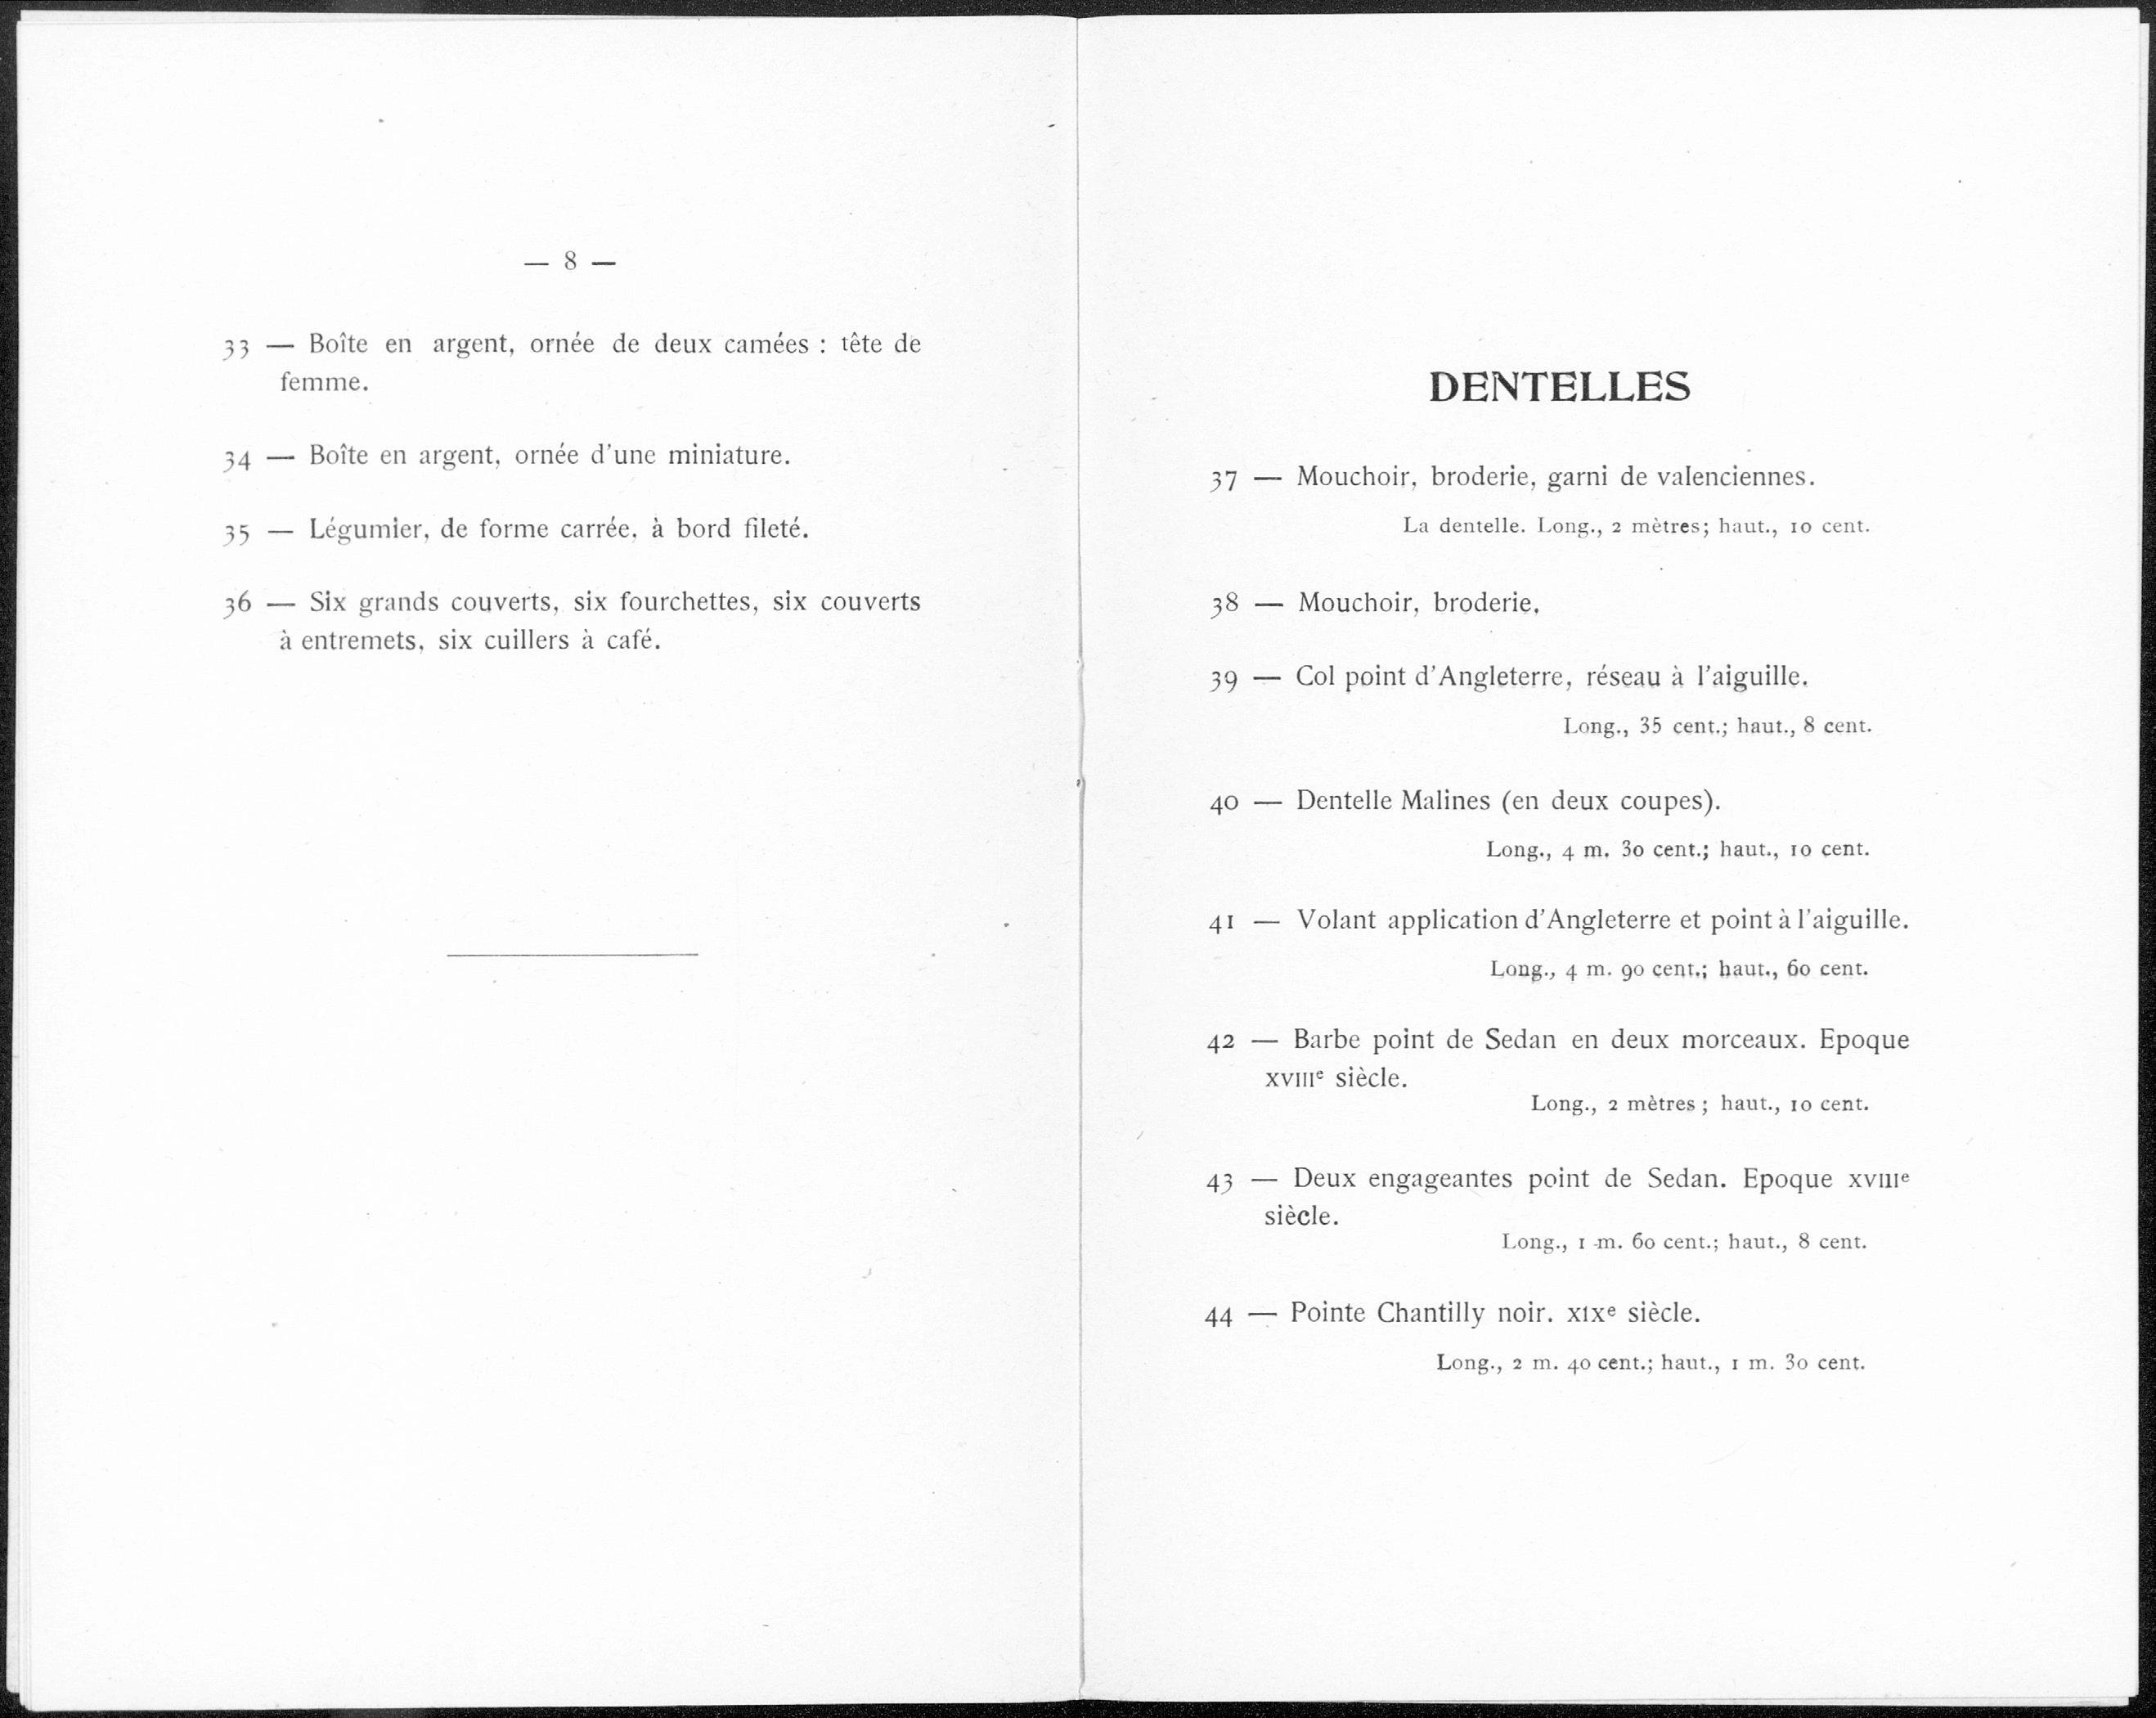 — 8 —
33 — Boîte en argent, ornée de deux camées : tête de
femme.
34 — Boîte en argent, ornée d'une miniature.
35 — Légumier, de forme carrée, à bord fileté.
36 — Six grands couverts, six fourchettes, six couverts
à entremets, six cuillers à café.
DENTELLES
37 — Mouchoir, broderie, garni de valenciennes.
La dentelle. Long., 2 mètres; haut., 10 cent.
38 — Mouchoir, broderie.
39 — Col point d'Angleterre, réseau à l'aiguille.
Long., 35 cent.; haut., 8 cent.
40 — Dentelle Malines (en deux coupes).
Long., 4 m. 30 cent.; haut., 10 cent.
41 — Volant application d'Angleterre et point à l'aiguille.
Long., 4 m. 90 cent.; haut., 60 cent.
42 — Barbe point de Sedan en deux morceaux. Epoque
XVIIIe siècle.
Long., 2 mètres ; haut., 10 cent.
43 — Deux engageantes point de Sedan. Epoque XVIIIe
siècle.
Long., 1 m. 60 cent.; haut., 8 cent.
44 — Pointe Chantilly noir. XIXe siècle.
Long., 2 m. 40 cent.; haut., 1 m. 30 cent.